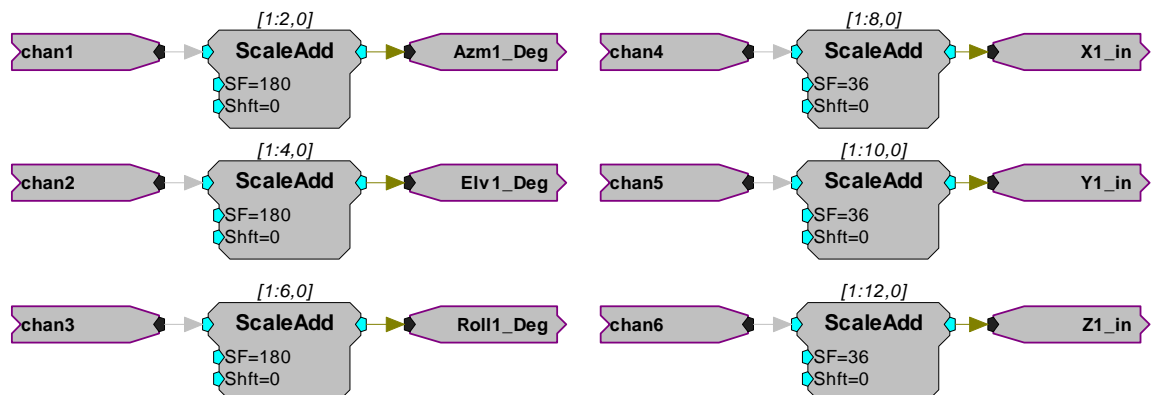 [1:2,0]
chan1
ScaleAdd
Azm1_Deg
SF=180
Shft=0
[1:8,0]
chan4
ScaleAdd
X1_in
SF=36
Shft=0
[1:4,0]
chan2
ScaleAdd
Elv1_Deg
SF=180
Shft=0
[1:10,0]
chan5
ScaleAdd
Y1_in
SF=36
Shft=0
[1:6,0]
chan3
ScaleAdd
Roll1_Deg
SF=180
Shft=0
[1:12,0]
chan6
ScaleAdd
Z1_in
SF=36
Shft=0